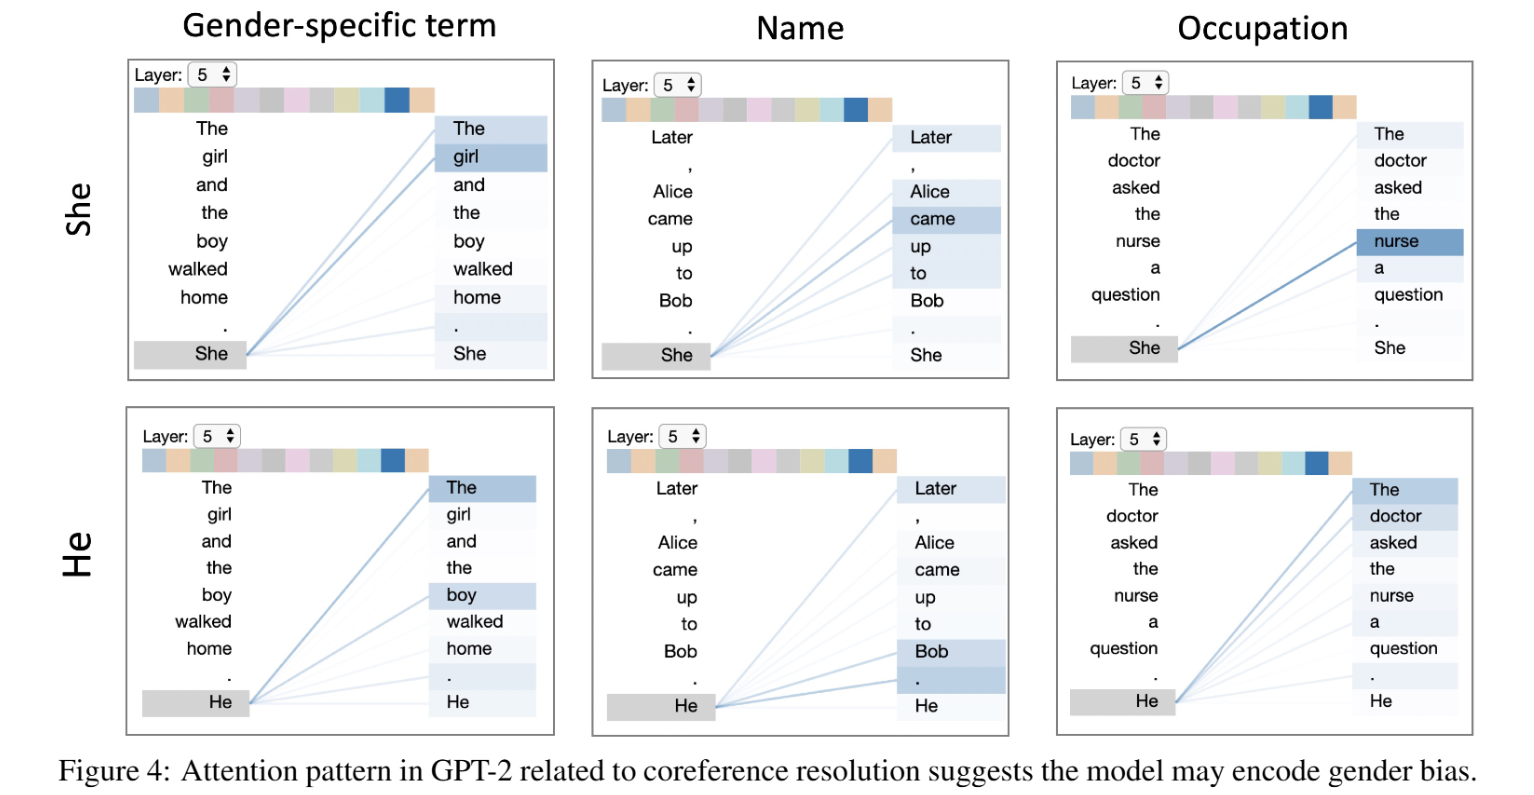 Gender-specific term
Name
Occupation
She
Layer: 5
The The
girl girl
and and
the the
boy boy
walked walked
home home
. .
She She
Layer: 5
Later Later
, ,
Alice Alice
came came
up up
to to
Bob Bob
. .
She She
Layer: 5
The The
doctor doctor
asked asked
the the
nurse nurse
a a
question question
. .
She She
He
Layer: 5
The The
girl girl
and and
the the
boy boy
walked walked
home home
. .
He He
Layer: 5
Later Later
, ,
Alice Alice
came came
up up
to to
Bob Bob
. .
He He
Layer: 5
The The
doctor doctor
asked asked
the the
nurse nurse
a a
question question
. .
He He
Figure 4: Attention pattern in GPT-2 related to coreference resolution suggests the model may encode gender bias.